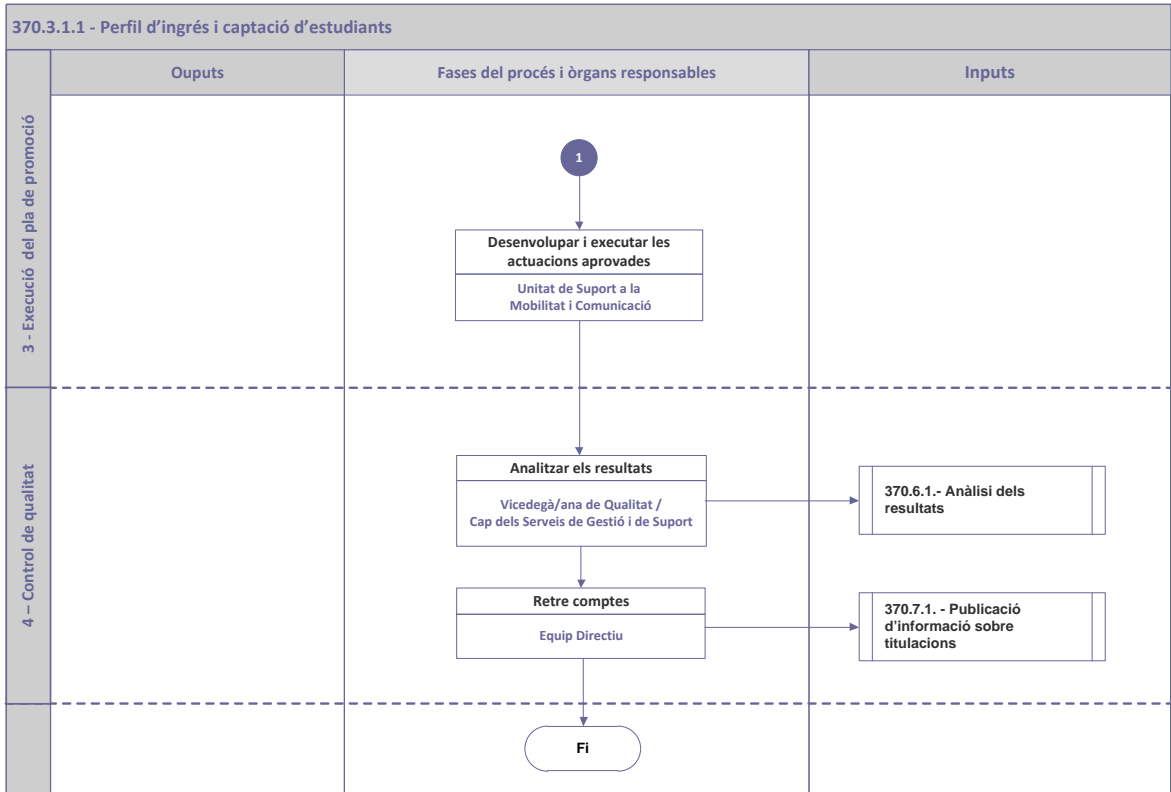 370.3.1.1 - Perfil d’ingrés i captació d’estudiants
Ouputs
Fases del procés i òrgans responsables
Inputs
3 - Execució del pla de promoció
1
Desenvolupar i executar les
actuacions aprovades
Unitat de Suport a la
Mobilitat i Comunicació
4 – Control de qualitat
Analitzar els resultats
Vicedegà/ana de Qualitat /
Cap dels Serveis de Gestió i de Suport
370.6.1.- Anàlisi dels
resultats
Retre comptes
Equip Directiu
370.7.1. - Publicació
d’informació sobre
titulacions
Fi